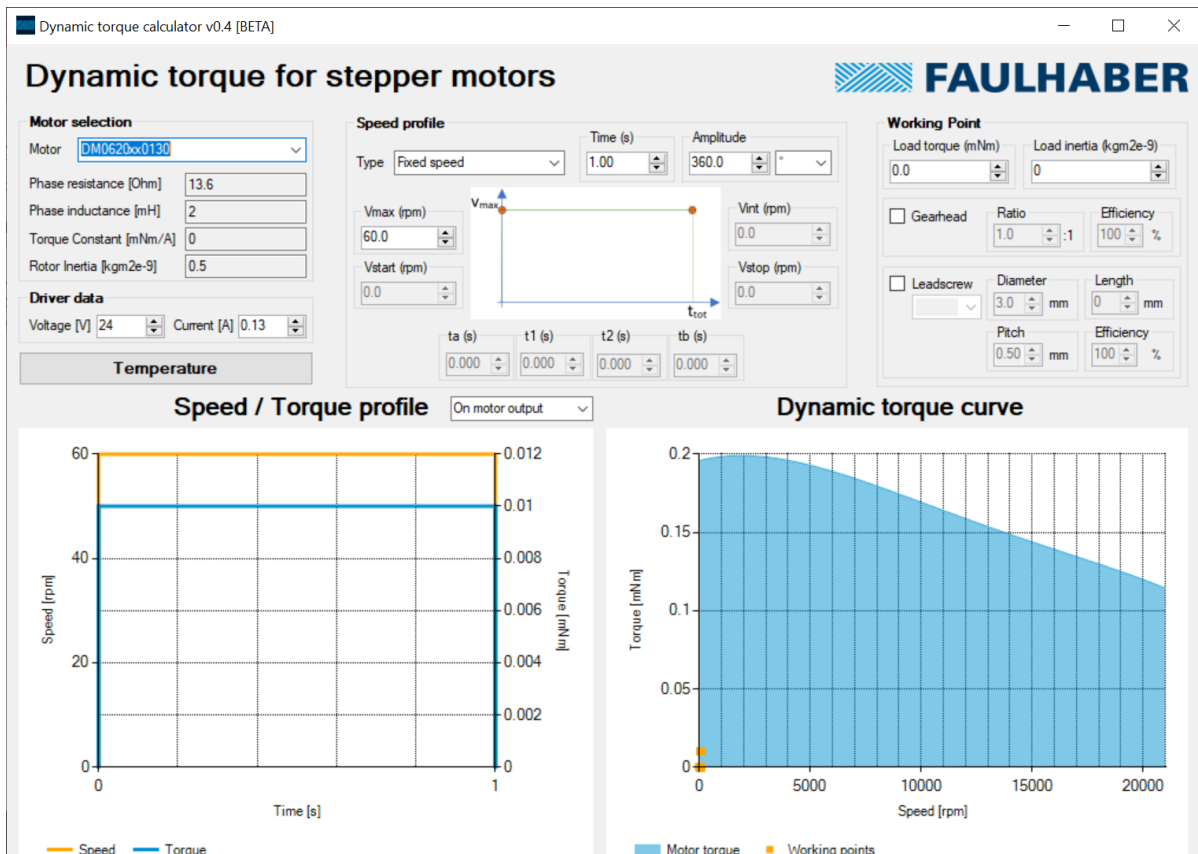 Dynamic torque calculator v0.4 [BETA]
Dynamic torque for stepper motors
FAULHABER
Motor selection
Motor DM0620xx0130
Phase resistance [Ohm] 13.6
Phase inductance [mH] 2
Torque Constant [mNm/A] 0
Rotor Inertia [kgm2e-9] 0.5
Driver data
Voltage [V] 24 Current [A] 0.13
Temperature
Speed profile
Type Fixed speed
Time (s)
1.00
Amplitude
360.0 °
Vmax (rpm)
60.0
Vstart (rpm)
0.0
Vmax
ttot
Vint (rpm)
0.0
Vstop (rpm)
0.0
ta (s) t1 (s) t2 (s) tb (s)
0.000 0.000 0.000 0.000
Working Point
Load torque (mNm) Load inertia (kgm2e-9)
0.0 0
Gearhead
Ratio
1.0 :1
Efficiency
100 %
Leadscrew
Diameter
3.0 mm
Length
0 mm
Pitch
0.50 mm
Efficiency
100 %
Speed / Torque profile On motor output
60
40
20
0
Speed [rpm]
0.012
0.01
0.008
0.006
0.004
0.002
0
Torque [mNm]
0 1
Time [s]
Speed Torque
Dynamic torque curve
0.2
0.15
0.1
0.05
0
Torque [mNm]
0 5000 10000 15000 20000
Speed [rpm]
Motor torque Working points